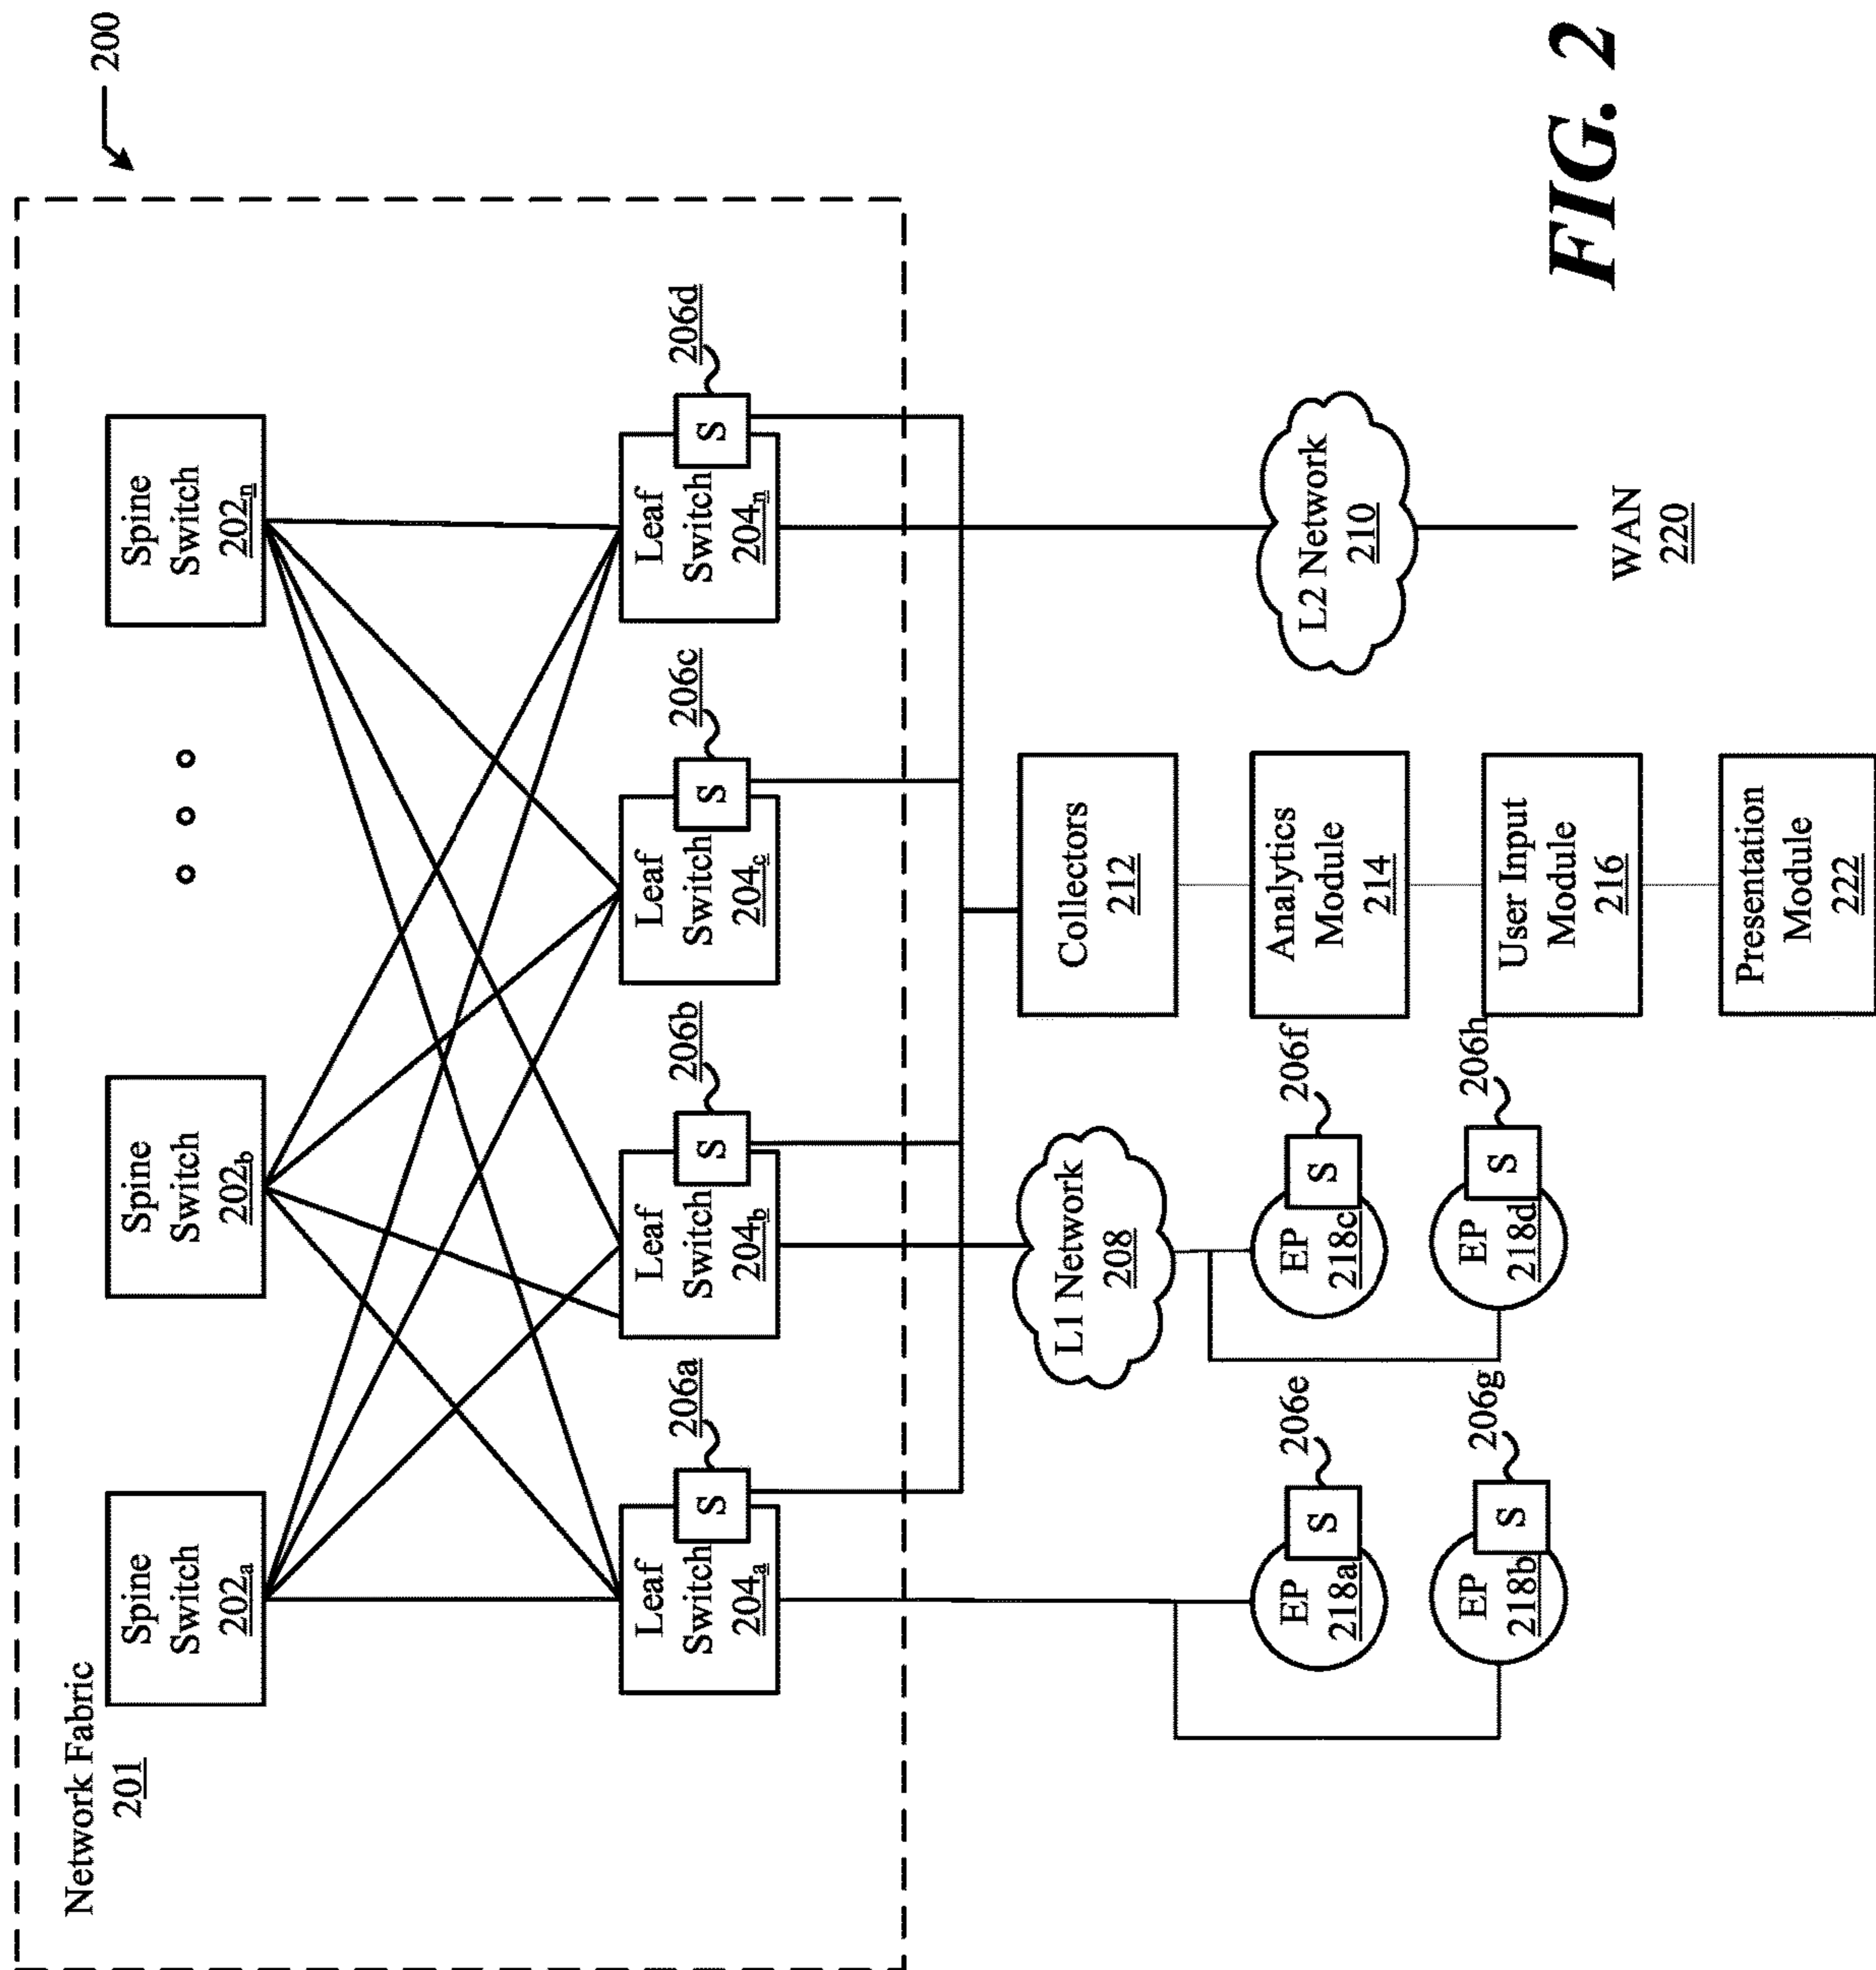 200
Network Fabric
201
Spine
Switch
202a
Spine
Switch
202b
Spine
Switch
202n
Leaf
Switch
204a
S
206a
Leaf
Switch
204b
S
206b
Leaf
Switch
204c
S
206c
Leaf
Switch
204n
S
206d
L1 Network
208
Collectors
212
L2 Network
210
EP
218a
S
206e
EP
218c
S
206f
Analytics
Module
214
EP
218b
S
206g
EP
218d
S
206h
User Input
Module
216
WAN
220
Presentation
Module
222
FIG. 2